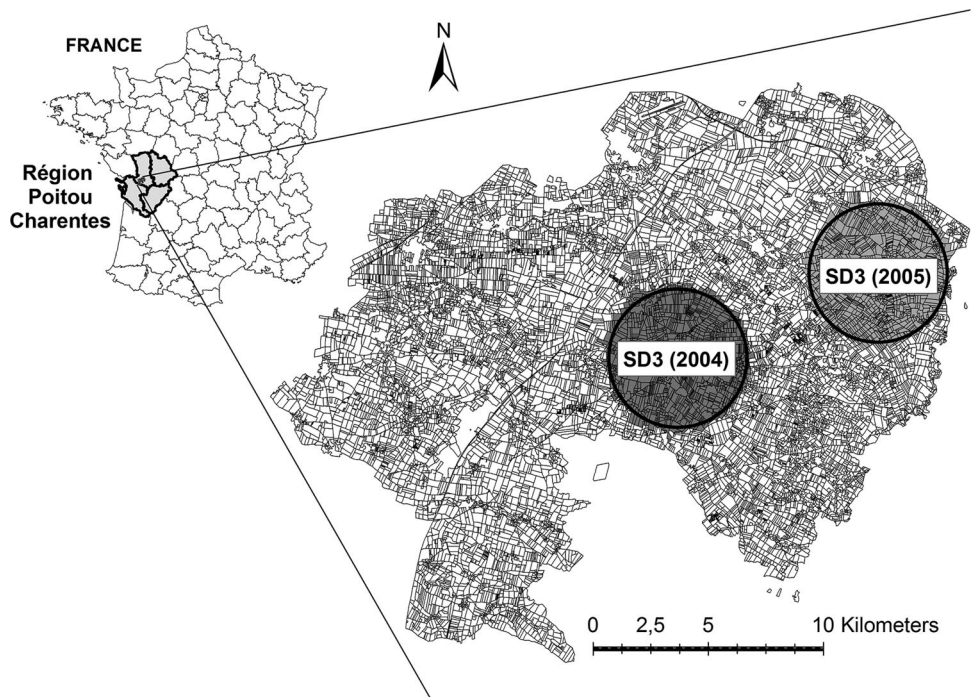 FRANCE
N
Région
Poitou
Charentes
SD3 (2005)
SD3 (2004)
0 2,5 5 10 Kilometers